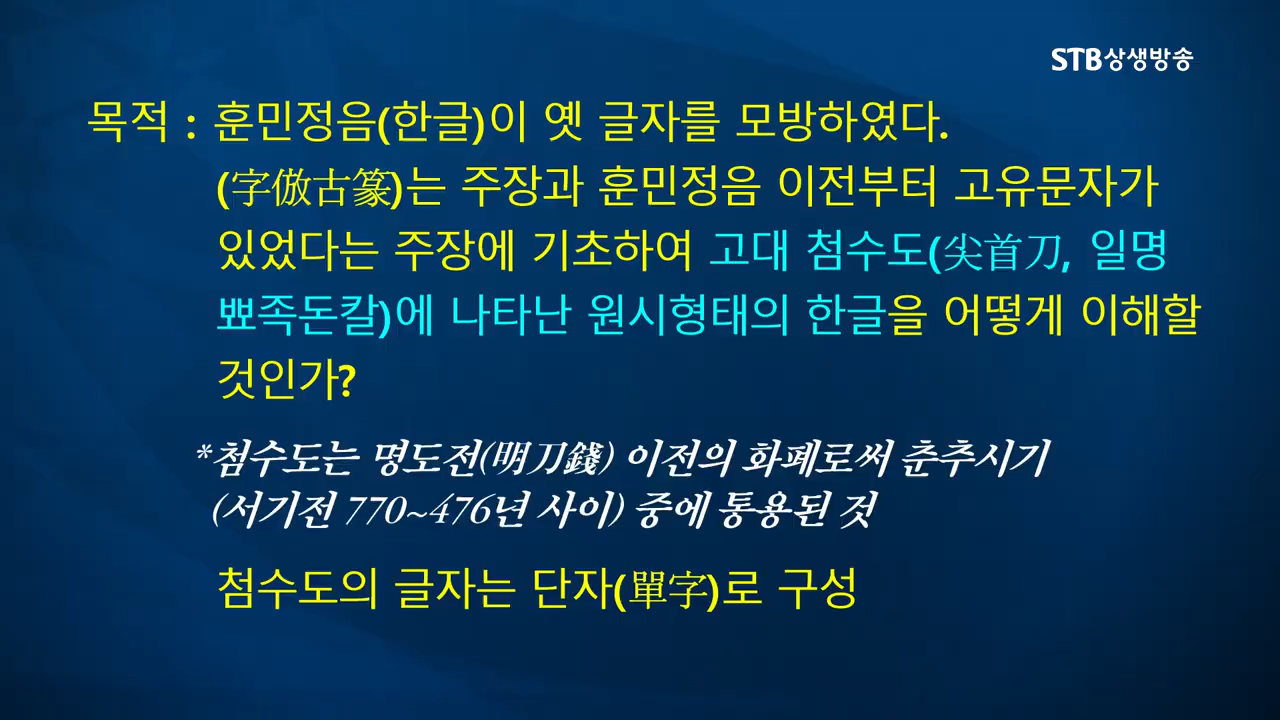 STB상생방송
목적 : 훈민정음(한글)이 옛 글자를 모방하였다.
(字倣古篆)는 주장과 훈민정음 이전부터 고유문자가
있었다는 주장에 기초하여 고대 첨수도(尖首刀, 일명
뾰족돈칼)에 나타난 원시형태의 한글을 어떻게 이해할
것인가?
*첨수도는 명도전(明刀錢) 이전의 화폐로써 춘추시기
(서기전 770~476년 사이) 중에 통용된 것
첨수도의 글자는 단자(單字)로 구성